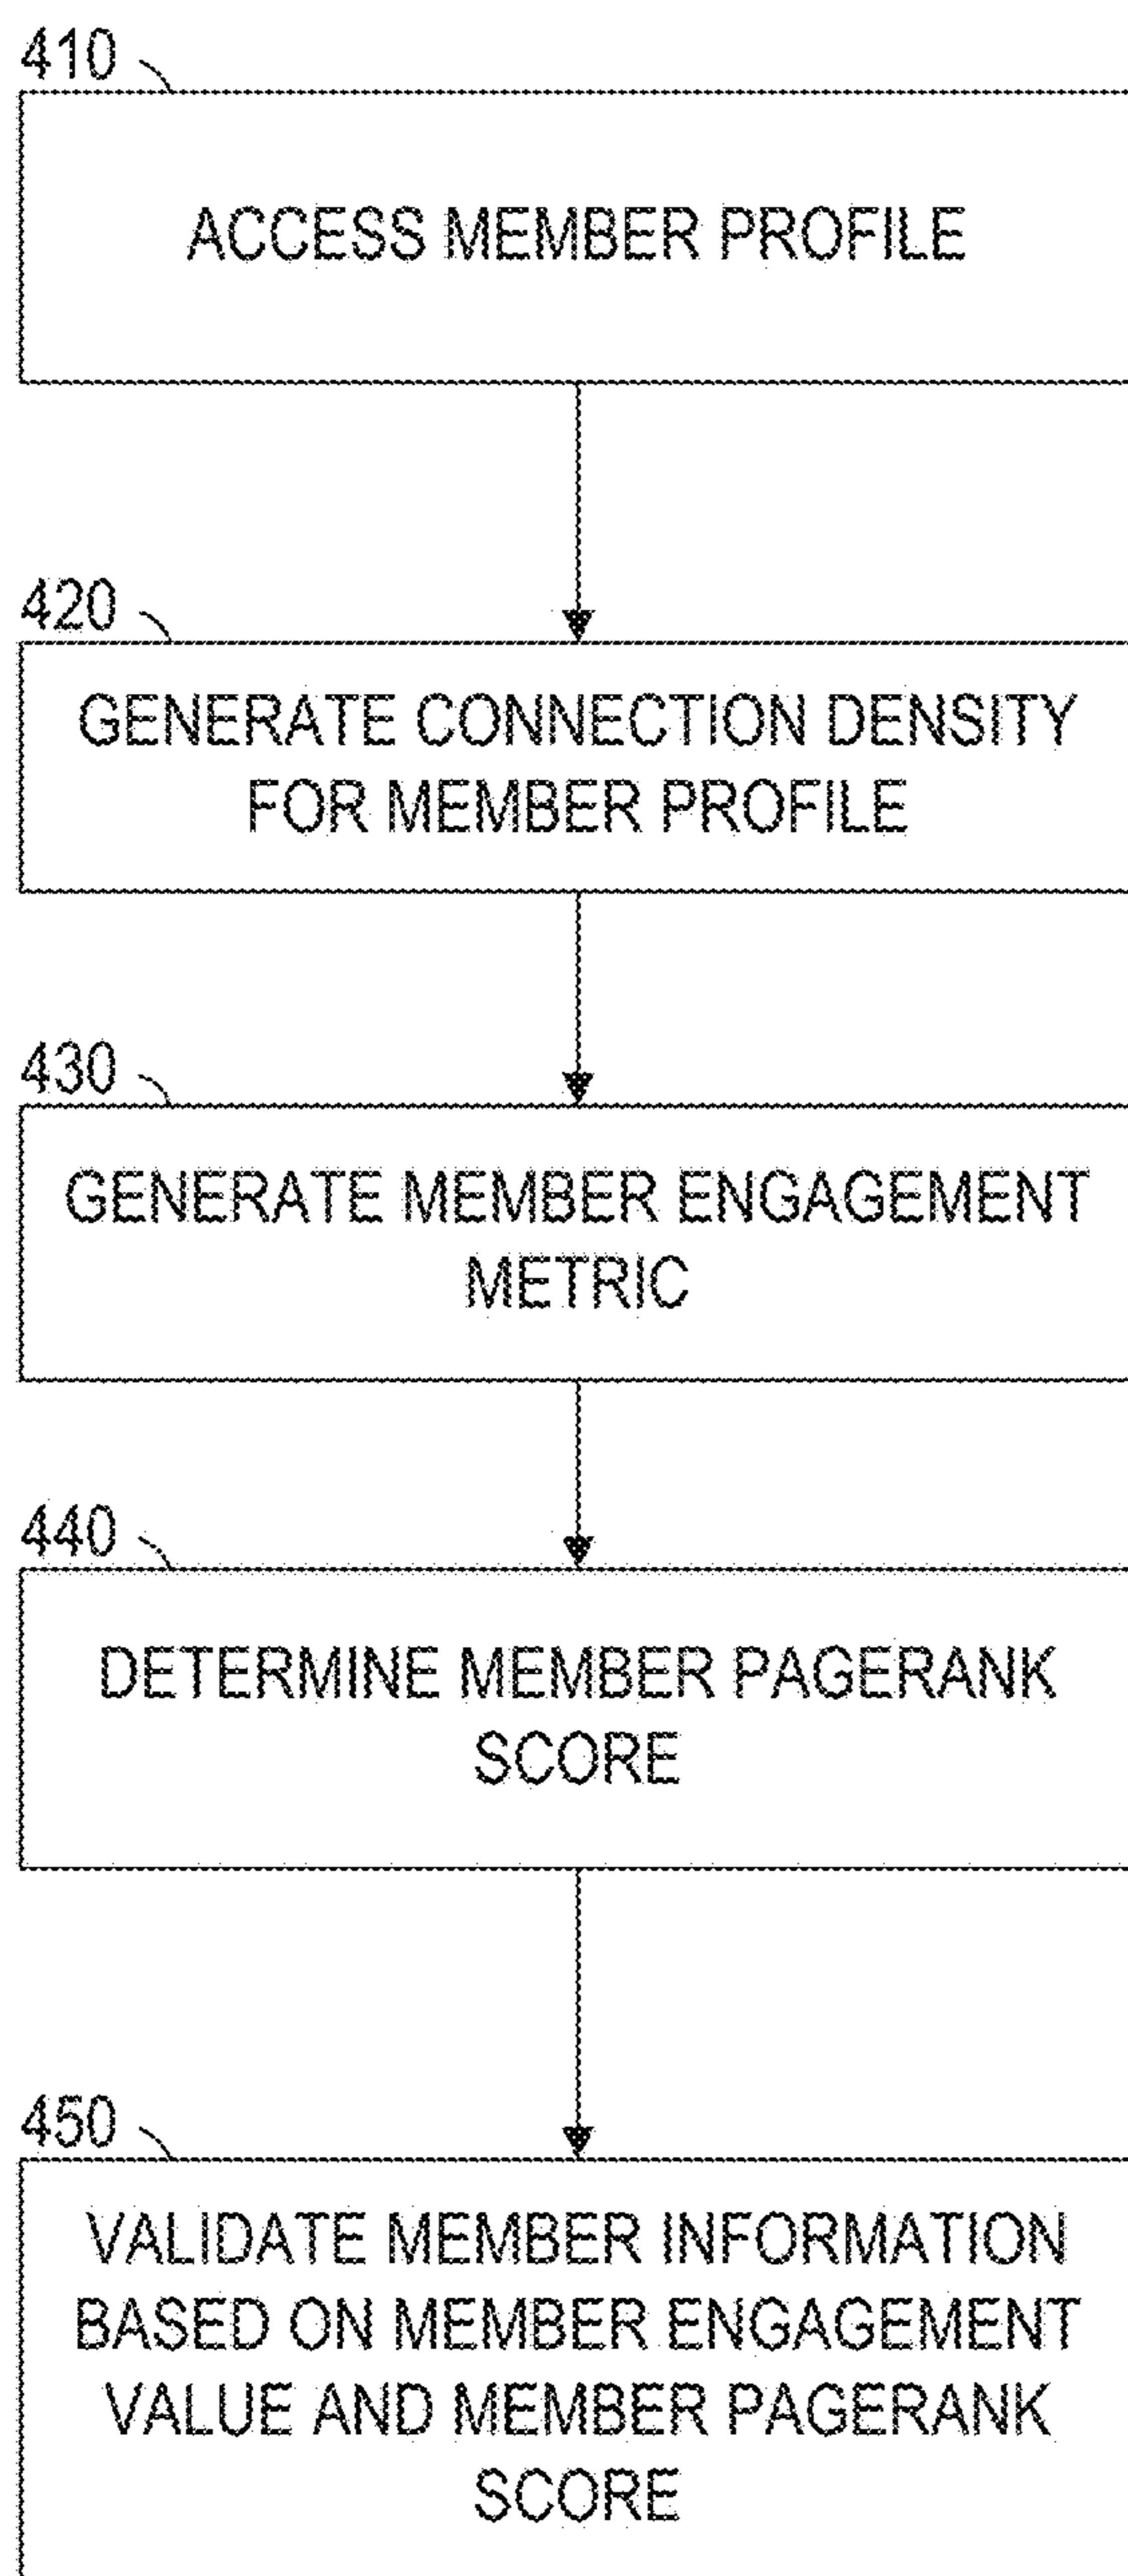 410
ACCESS MEMBER PROFILE
420
GENERATE CONNECTION DENSITY
FOR MEMBER PROFILE
430
GENERATE MEMBER ENGAGEMENT
METRIC
440
DETERMINE MEMBER PAGERANK
SCORE
450
VALIDATE MEMBER INFORMATION
BASED ON MEMBER ENGAGEMENT
VALUE AND MEMBER PAGERANK
SCORE